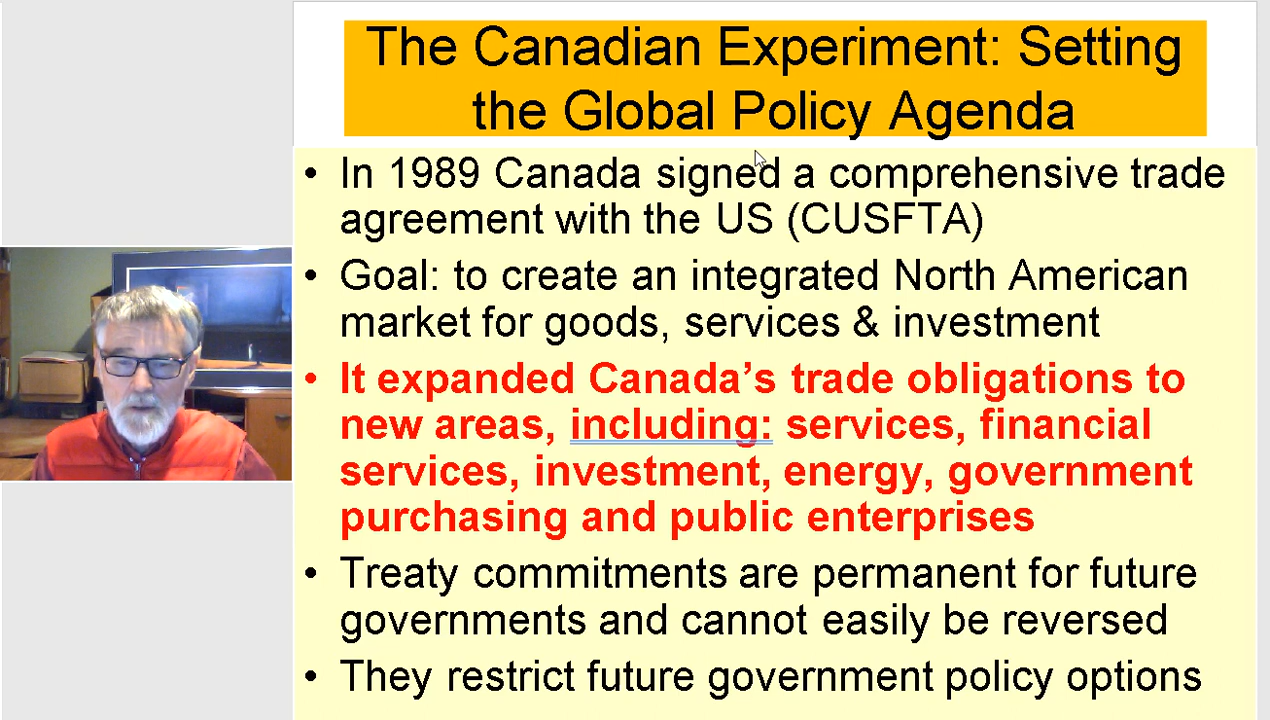 The Canadian Experiment: Setting
the Global Policy Agenda
• In 1989 Canada signed a comprehensive trade
agreement with the US (CUSFTA)
• Goal: to create an integrated North American
market for goods, services & investment
• It expanded Canada’s trade obligations to
new areas, including: services, financial
services, investment, energy, government
purchasing and public enterprises
• Treaty commitments are permanent for future
governments and cannot easily be reversed
• They restrict future government policy options